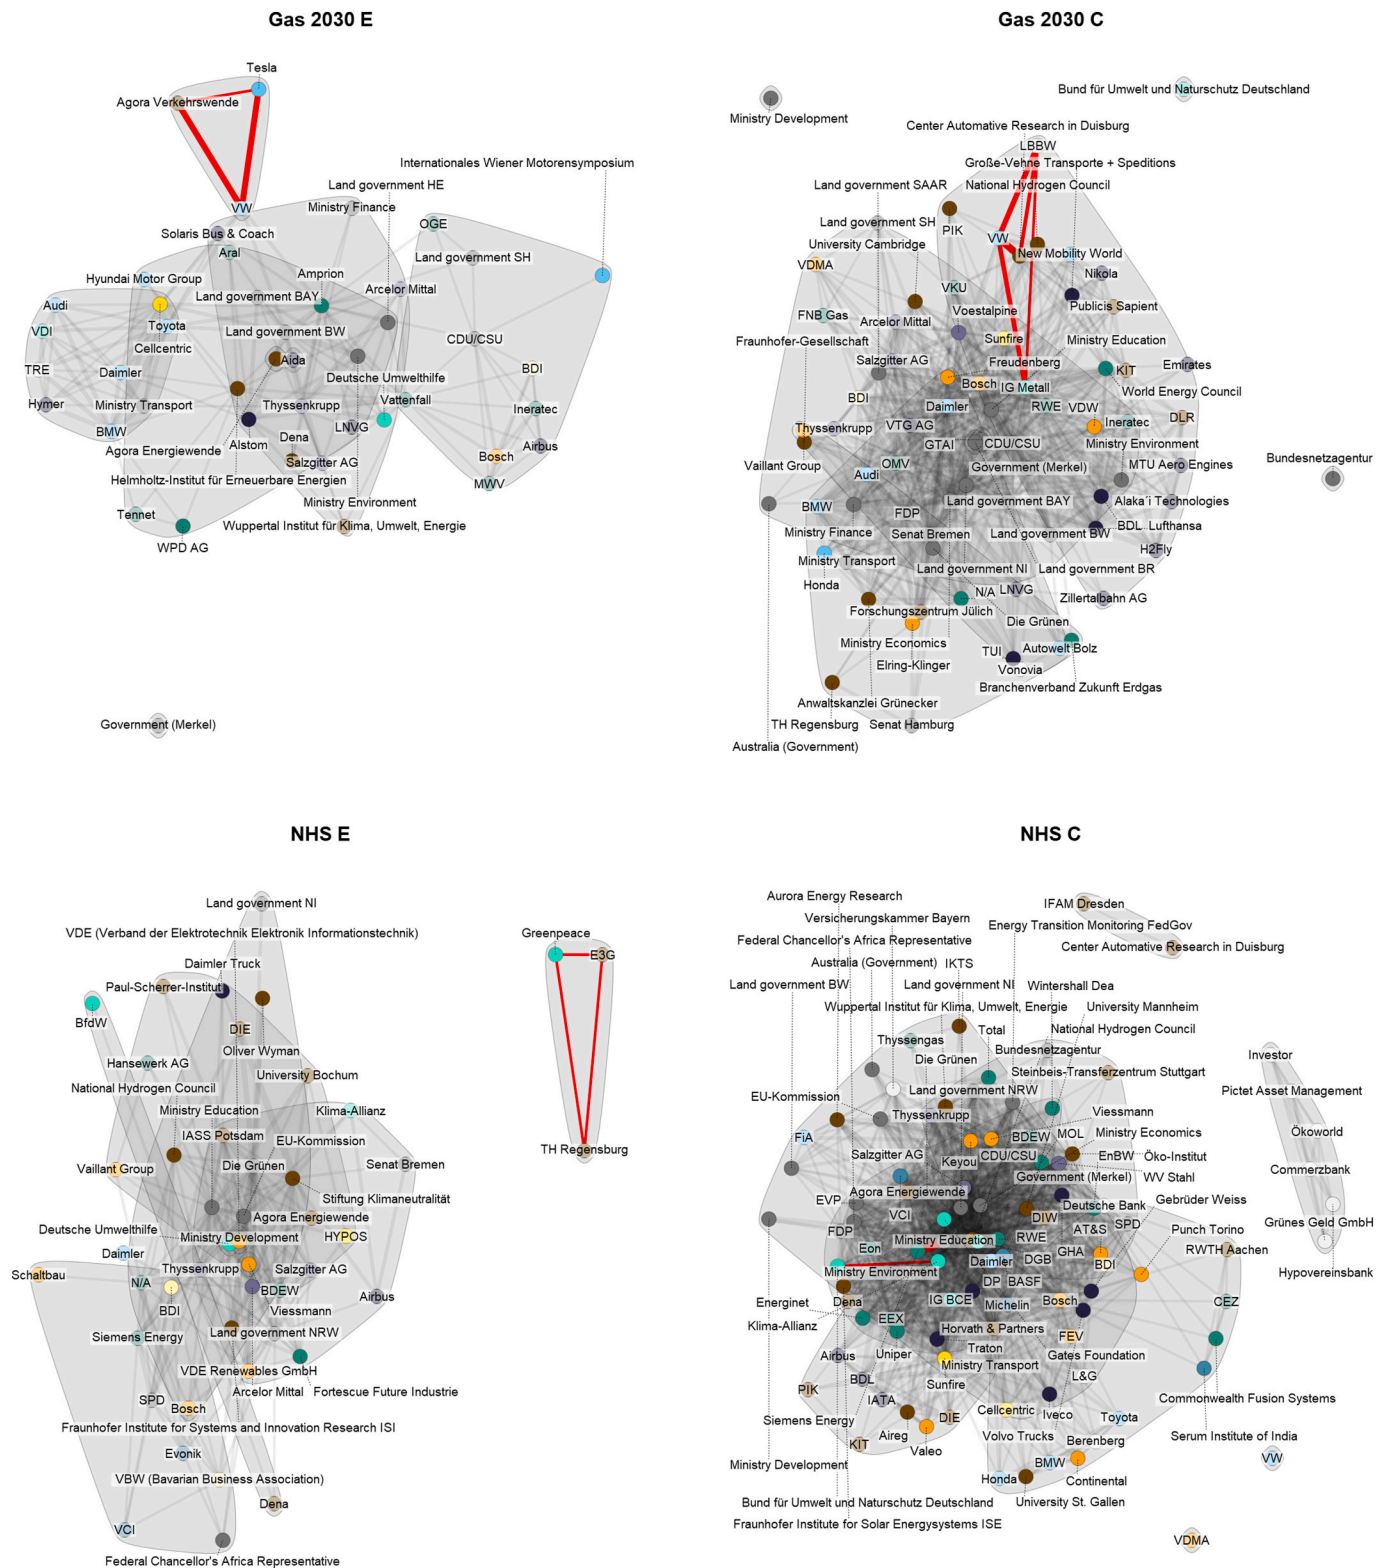 Gas 2030 E
Tesla
Agora Verkehrswende
Internationales Wiener Motorensymposium
Land government HE
VW
Ministry Finance
OGE
Solaris Bus & Coach
Aral
Land government SH
Hyundai Motor Group
Amprion
Arcelor Mittal
Land government BAY
Audi
VDI
Toyota
Land government BW
CDU/CSU
Cellcentric
Aida
TRE
Daimler
Deutsche Umwelthilfe
BDI
Vattenfall
Hymer
Ministry Transport
Thyssenkrupp
Ineratec
BMW
Alstom
LNVG
Agora Energiewende
Dena
Airbus
Salzgitter AG
Bosch
Helmholtz-Institut für Erneuerbare Energien
MWV
Ministry Environment
Tennet
Wuppertal Institut für Klima, Umwelt, Energie
WPD AG
Government (Merkel)
Gas 2030 C
Bund für Umwelt und Naturschutz Deutschland
Ministry Development
Center Automative Research in Duisburg
LBBW
Große-Vehne Transporte + Speditions
Land government SAAR
National Hydrogen Council
Land government SH
PIK
University Cambridge
VW
New Mobility World
VDMA
Nikola
VKU
Publicis Sapient
FNB Gas
Arcelor Mittal
Voestalpine
Fraunhofer-Gesellschaft
Sunfire
Ministry Education
Salzgitter AG
Freudenberg
Emirates
KIT
Bosch
IG Metall
World Energy Council
BDI
Daimler
RWE
VDW
DLR
Thyssenkrupp
VTG AG
Ineratec
GTAI
CDU/CSU
Ministry Environment
Vaillant Group
OMV
Government (Merkel)
MTU Aero Engines
Bundesnetzagentur
Audi
Land government BAY
Alaka´i Technologies
BMW
FDP
BDL
Lufthansa
Ministry Finance
Senat Bremen
Land government BW
H2Fly
Ministry Transport
Land government NI
Land government BR
Honda
N/A
LNVG
Zillertalbahn AG
Forschungszentrum Jülich
Die Grünen
Ministry Economics
TUI
Autowelt Bolz
Elring-Klinger
Vonovia
Branchenverband Zukunft Erdgas
Anwaltskanzlei Grünecker
TH Regensburg
Senat Hamburg
Australia (Government)
NHS E
Land government NI
VDE (Verband der Elektrotechnik Elektronik Informationstechnik)
Greenpeace
E3G
Daimler Truck
Paul-Scherrer-Institut
BfdW
DIE
Oliver Wyman
Hansewerk AG
University Bochum
National Hydrogen Council
Ministry Education
Klima-Allianz
IASS Potsdam
EU-Kommission
TH Regensburg
Vaillant Group
Die Grünen
Senat Bremen
Stiftung Klimaneutralität
Agora Energiewende
Deutsche Umwelthilfe
Ministry Development
HYPOS
Daimler
Schaltbau
Thyssenkrupp
Salzgitter AG
N/A
BDEW
Airbus
BDI
Viessmann
Siemens Energy
Land government NRW
VDE Renewables GmbH
SPD
Arcelor Mittal
Fortescue Future Industrie
Bosch
Fraunhofer Institute for Systems and Innovation Research ISI
Evonik
VBW (Bavarian Business Association)
Dena
VCI
Federal Chancellor's Africa Representative
NHS C
Aurora Energy Research
IFAM Dresden
Versicherungskammer Bayern
Energy Transition Monitoring FedGov
Federal Chancellor's Africa Representative
Center Automative Research in Duisburg
Australia (Government)
IKTS
Land government BW
Land government NI
Wintershall Dea
Wuppertal Institut für Klima, Umwelt, Energie
University Mannheim
Total
National Hydrogen Council
Thyssengas
Bundesnetzagentur
Investor
Die Grünen
Steinbeis-Transferzentrum Stuttgart
Land government NRW
Pictet Asset Management
EU-Kommission
Thyssenkrupp
Viessmann
FiA
BDEW
MOL
Ministry Economics
Ökoworld
Salzgitter AG
Keyou
CDU/CSU
EnBW
Öko-Institut
Commerzbank
Agora Energiewende
Government (Merkel)
WV Stahl
EVP
Deutsche Bank
Gebrüder Weiss
VCI
DIW
FDP
AT&S
SPD
Grünes Geld GmbH
Punch Torino
Ministry Education
RWE
Eon
DGB
GHA
RWTH Aachen
Ministry Environment
Daimler
BDI
Hypovereinsbank
DP
BASF
Energinet
Dena
IG BCE
Michelin
Bosch
CEZ
Klima-Allianz
EEX
Horvath & Partners
FEV
Airbus
Uniper
Traton
Gates Foundation
BDL
Ministry Transport
PIK
Sunfire
L&G
IATA
Commonwealth Fusion Systems
Siemens Energy
DIE
Cellcentric
Iveco
Toyota
Aireg
Volvo Trucks
Serum Institute of India
KIT
Valeo
Berenberg
VW
Ministry Development
BMW
Honda
Continental
Bund für Umwelt und Naturschutz Deutschland
University St. Gallen
Fraunhofer Institute for Solar Energysystems ISE
VDMA